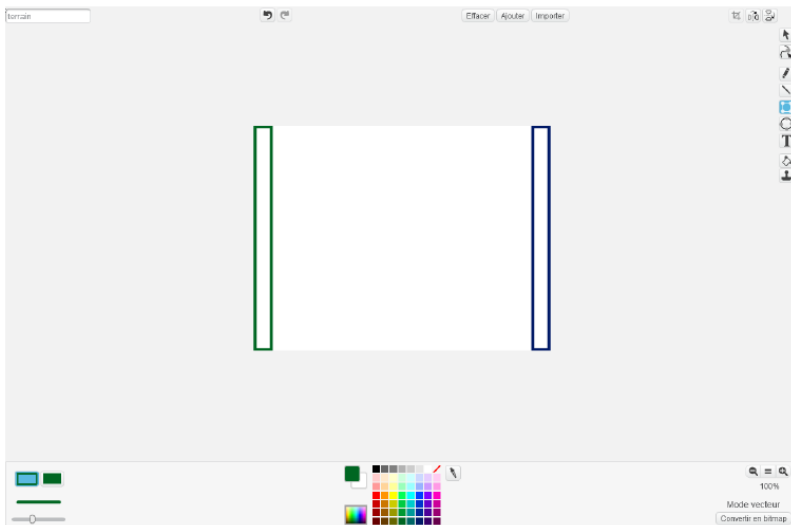 terrain
Effacer Ajouter Importer
T
100%
Mode vecteur
Convertir en bitmap